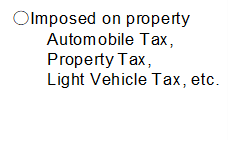 ○Imposed on property
Automobile Tax,
Property Tax,
Light Vehicle Tax, etc.